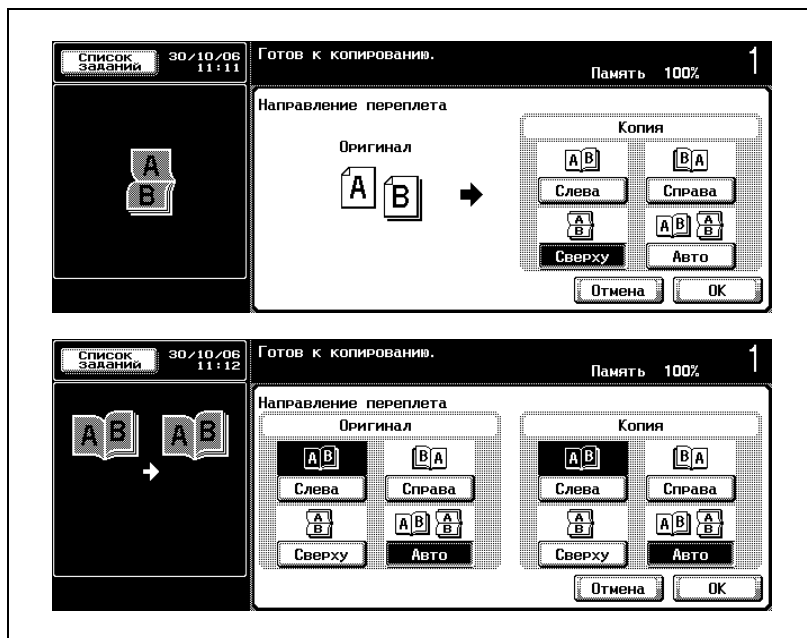 Список заданий
30/10/06
11:11
Готов к копированию.
Память 100%
1
Направление переплета
Оригинал
A B
Копия
A B
B A
Слева
Справа
A B
A B A B
Сверху
Авто
Отмена
OK
A
B
Список заданий
30/10/06
11:12
Готов к копированию.
Память 100%
1
Направление переплета
Оригинал
Копия
A B A B
A B
B A
A B
B A
Слева
Справа
Слева
Справа
A B
A B A B
A B
A B A B
Сверху
Авто
Сверху
Авто
Отмена
OK